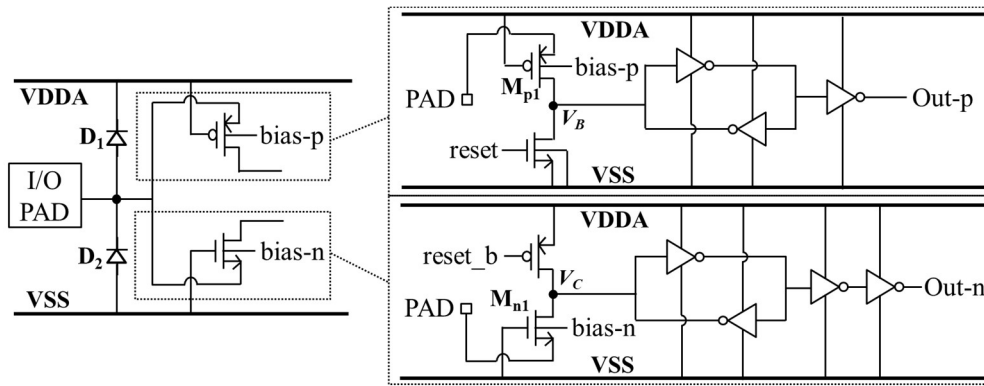 VDDA
D1
bias-p
I/O
PAD
D2
bias-n
VSS
VDDA
Mp1
bias-p
PAD
VB
reset
VSS
Out-p
VDDA
reset_b
VC
Mn1
PAD
bias-n
VSS
Out-n